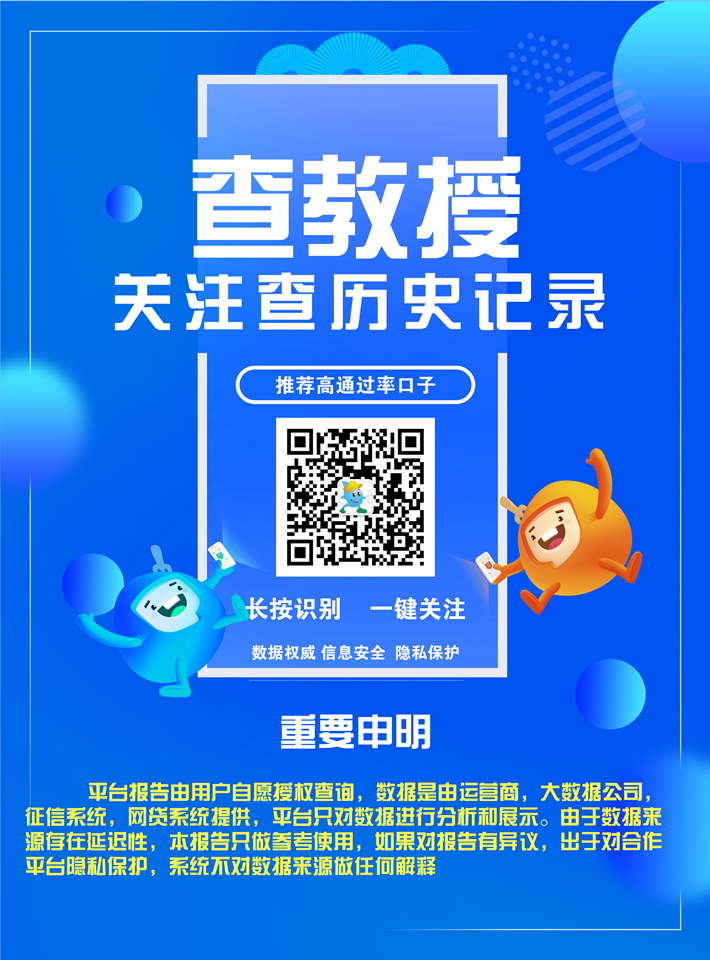 查教授
关注查历史记录
推荐高通过率口子
长按识别 一键关注
数据权威 信息安全 隐私保护
重要申明
平台报告由用户自愿授权查询，数据是由运营商，大数据公司，
征信系统，网贷系统提供，平台只对数据进行分析和展示。由于数据来
源存在延迟性，本报告只做参考使用，如果对报告有异议，出于对合作
平台隐私保护，系统不对数据来源做任何解释